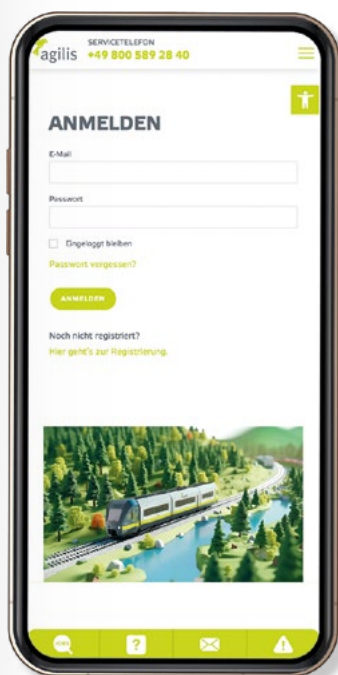 SERVICETELEFON
agilis +49 800 589 28 40
ANMELDEN
E-Mail
Passwort
Eingeloggt bleiben
Passwort vergessen?
ANMELDEN
Noch nicht registriert?
Hier geht's zur Registrierung.
?